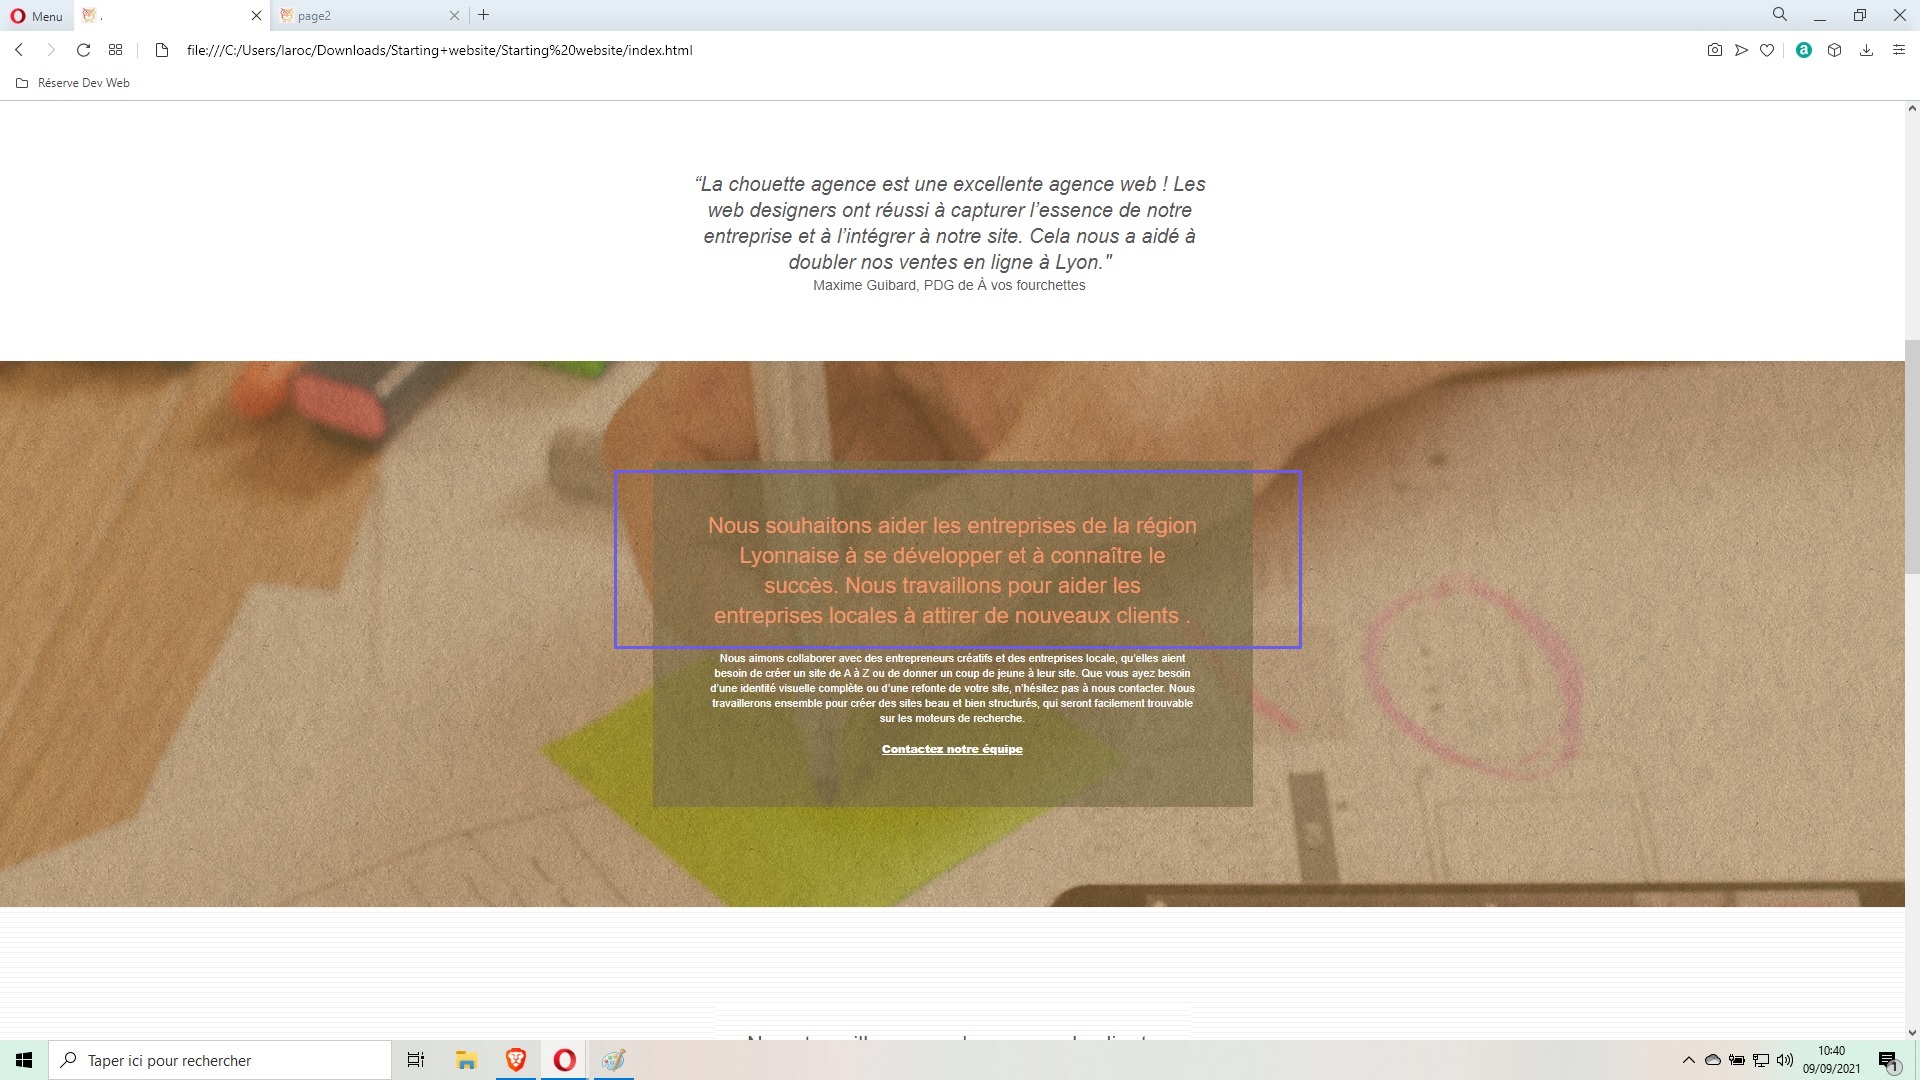 Menu
.
page2
file:///C:/Users/laroc/Downloads/Starting+website/Starting%20website/index.html
a
Réserve Dev Web
“La chouette agence est une excellente agence web ! Les
web designers ont réussi à capturer l’essence de notre
entreprise et à l’intégrer à notre site. Cela nous a aidé à
doubler nos ventes en ligne à Lyon."
Maxime Guibard, PDG de À vos fourchettes
Nous souhaitons aider les entreprises de la région
Lyonnaise à se développer et à connaître le
succès. Nous travaillons pour aider les
entreprises locales à attirer de nouveaux clients .
Nous aimons collaborer avec des entrepreneurs créatifs et des entreprises locale, qu’elles aient
besoin de créer un site de A à Z ou de donner un coup de jeune à leur site. Que vous ayez besoin
d’une identité visuelle complète ou d’une refonte de votre site, n’hésitez pas à nous contacter. Nous
travaillerons ensemble pour créer des sites beau et bien structurés, qui seront facilement trouvable
sur les moteurs de recherche.
Contactez notre équipe
Taper ici pour rechercher
10:40
09/09/2021
1